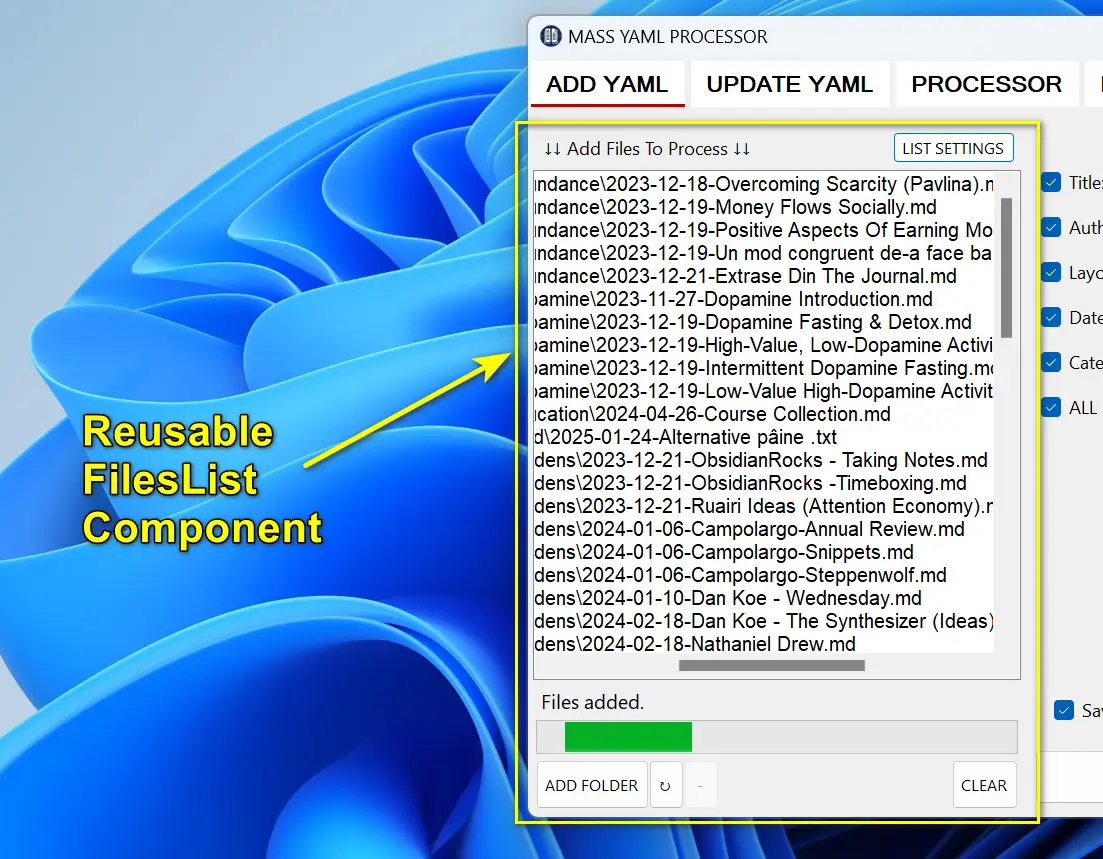 MASS YAML PROCESSOR
ADD YAML UPDATE YAML PROCESSOR
↓↓ Add Files To Process ↓↓ LIST SETTINGS
undance\2023-12-18-Overcoming Scarcity (Pavlina).m
undance\2023-12-19-Money Flows Socially.md
undance\2023-12-19-Positive Aspects Of Earning Mo
undance\2023-12-19-Un mod congruent de-a face ba
undance\2023-12-21-Extrase Din The Journal.md
pamine\2023-11-27-Dopamine Introduction.md
pamine\2023-12-19-Dopamine Fasting & Detox.md
pamine\2023-12-19-High-Value, Low-Dopamine Activi
pamine\2023-12-19-Intermittent Dopamine Fasting.md
pamine\2023-12-19-Low-Value High-Dopamine Activit
ucation\2024-04-26-Course Collection.md
d\2025-01-24-Alternative pâine .txt
dens\2023-12-21-ObsidianRocks - Taking Notes.md
dens\2023-12-21-ObsidianRocks -Timeboxing.md
dens\2023-12-21-Ruairi Ideas (Attention Economy).m
dens\2024-01-06-Campolargo-Annual Review.md
dens\2024-01-06-Campolargo-Snippets.md
dens\2024-01-06-Campolargo-Steppenwolf.md
dens\2024-01-10-Dan Koe - Wednesday.md
dens\2024-02-18-Dan Koe - The Synthesizer (Ideas)
dens\2024-02-18-Nathaniel Drew.md
Files added.
ADD FOLDER ↻ - CLEAR
Title:
Auth
Layo
Date
Cate
ALL
Sav
Reusable
FilesList
Component